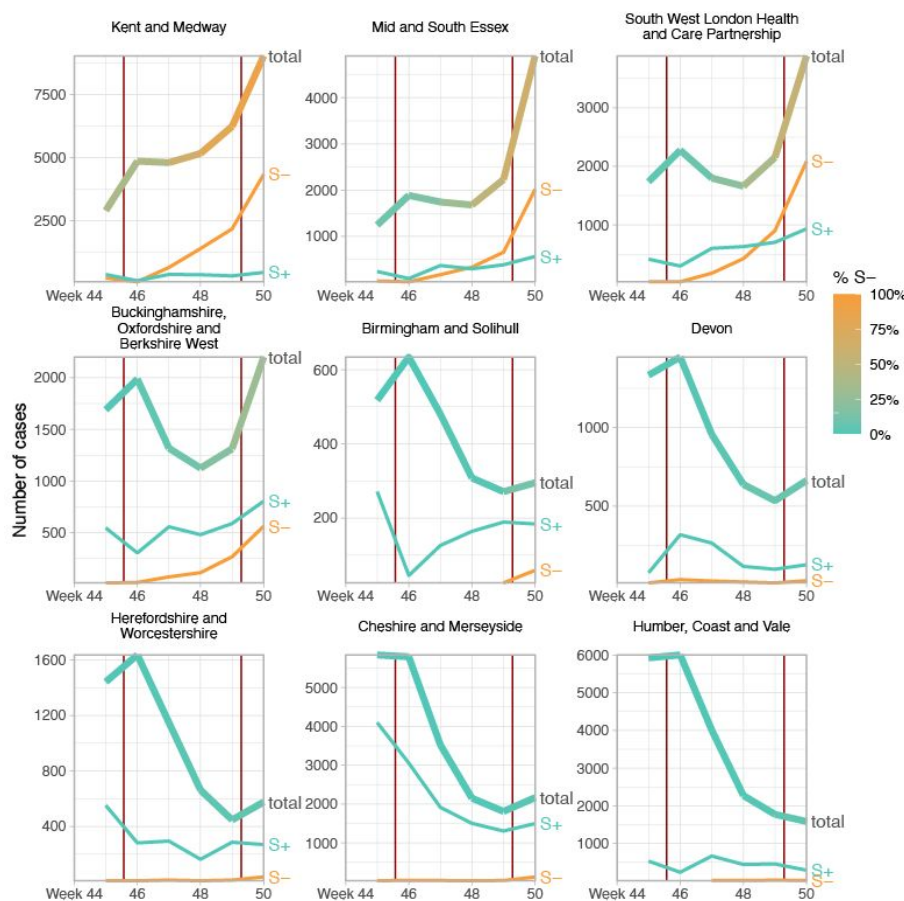 Kent and Medway
total
7500
5000
2500
S−
S+
Week 44
46
48
50
Mid and South Essex
total
4000
3000
2000
1000
S−
S+
Week 44
46
48
50
South West London Health
and Care Partnership
total
3000
2000
1000
S−
S+
Week 44
46
48
50
% S−
100%
75%
50%
25%
0%
Number of cases
Buckinghamshire,
Oxfordshire and
Berkshire West
total
2000
1500
1000
500
S+
S−
Week 44
46
48
50
Birmingham and Solihull
600
400
200
total
S+
S−
Week 44
46
48
50
Devon
1000
500
total
S+
S−
Week 44
46
48
50
Herefordshire and
Worcestershire
1600
1200
800
400
total
S+
S−
Week 44
46
48
50
Cheshire and Merseyside
5000
4000
3000
2000
1000
total
S+
S−
Week 44
46
48
50
Humber, Coast and Vale
6000
5000
4000
3000
2000
1000
total
S+
S−
Week 44
46
48
50